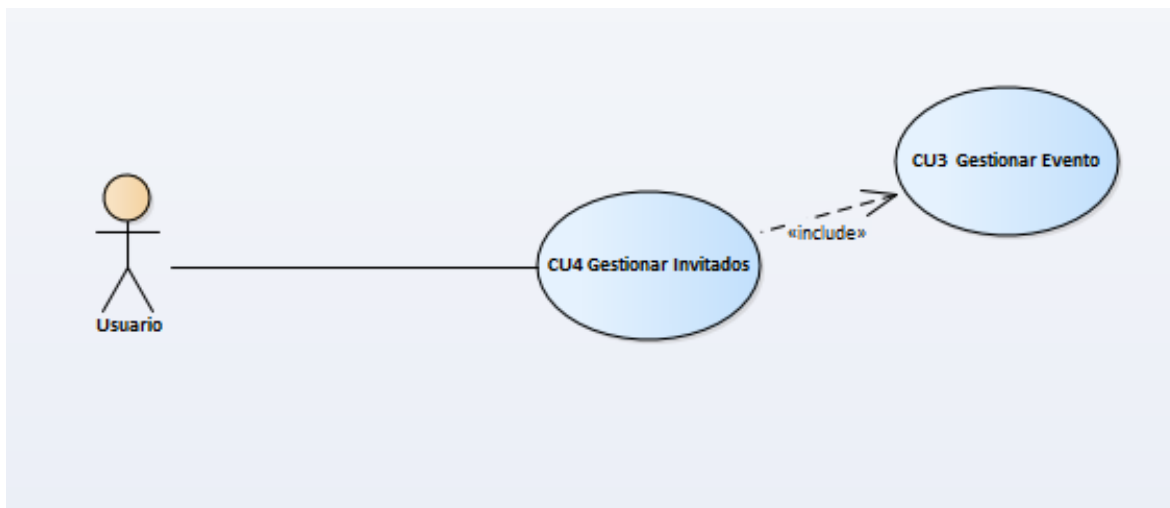 CU3 Gestionar Evento
«include»
CU4 Gestionar Invitados
Usuario